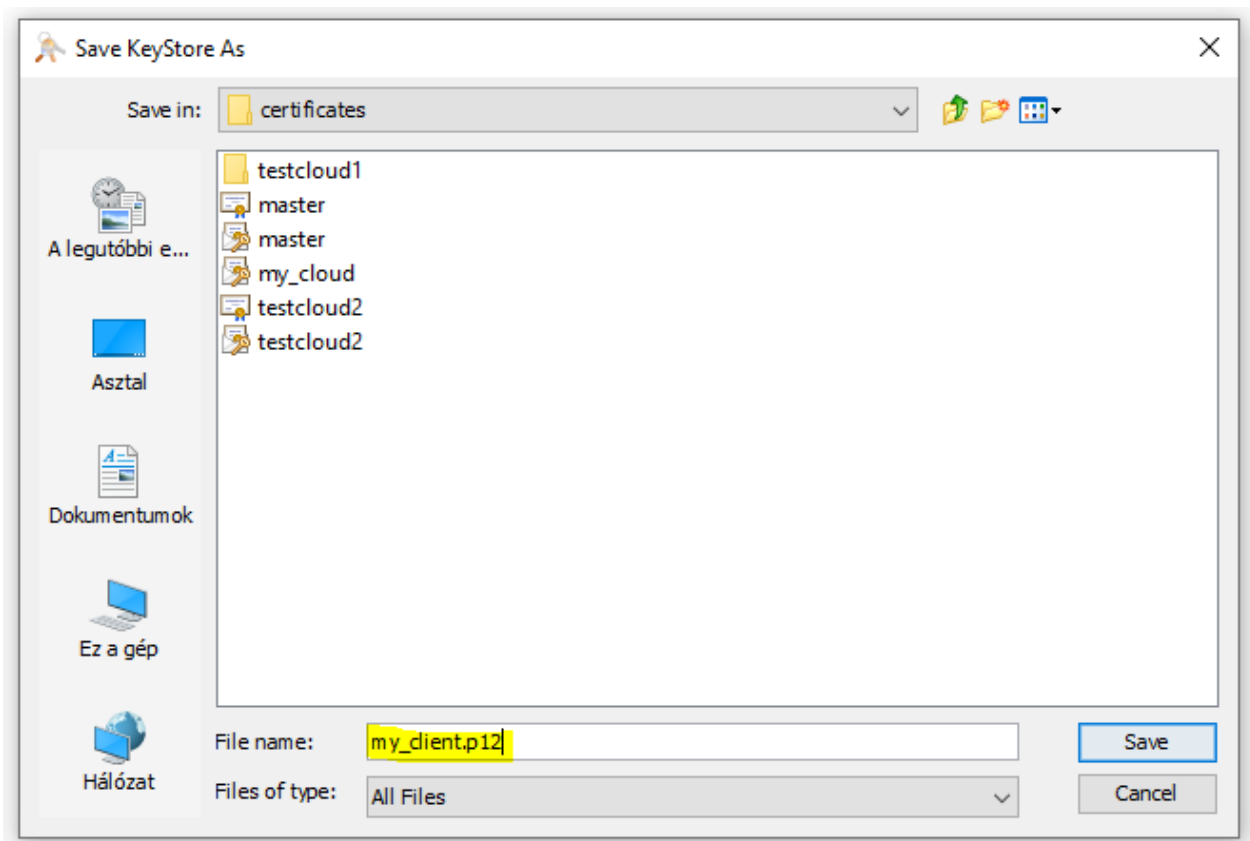 Save KeyStore As
Save in:
certificates
testcloud1
master
master
my_cloud
testcloud2
testcloud2
A legutóbbi e...
Asztal
Dokumentumok
Ez a gép
Hálózat
File name:
my_client.p12
Save
Files of type:
All Files
Cancel